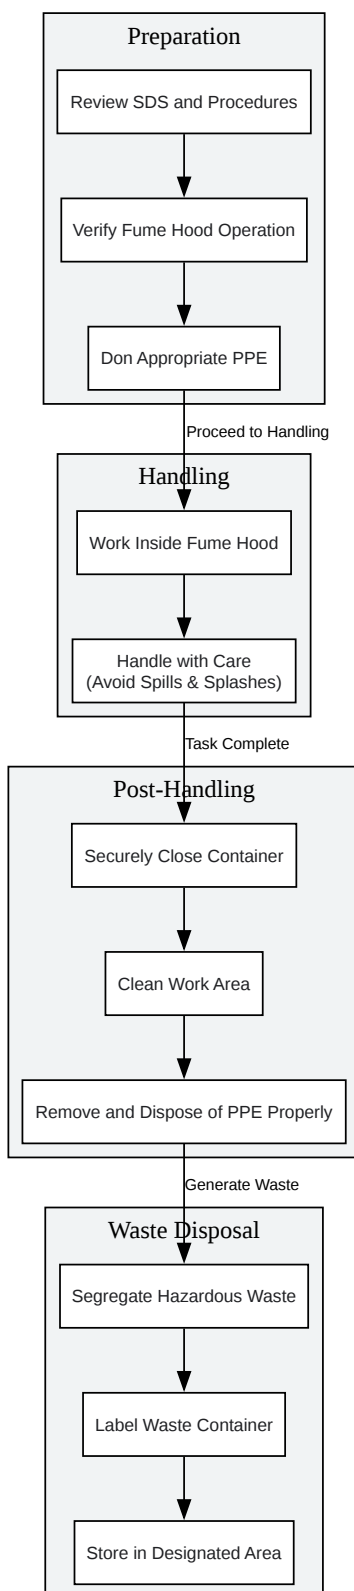 Preparation
Review SDS and Procedures
Verify Fume Hood Operation
Don Appropriate PPE
Proceed to Handling
Handling
Work Inside Fume Hood
Handle with Care
(Avoid Spills & Splashes)
Task Complete
Post-Handling
Securely Close Container
Clean Work Area
Remove and Dispose of PPE Properly
Generate Waste
Waste Disposal
Segregate Hazardous Waste
Label Waste Container
Store in Designated Area